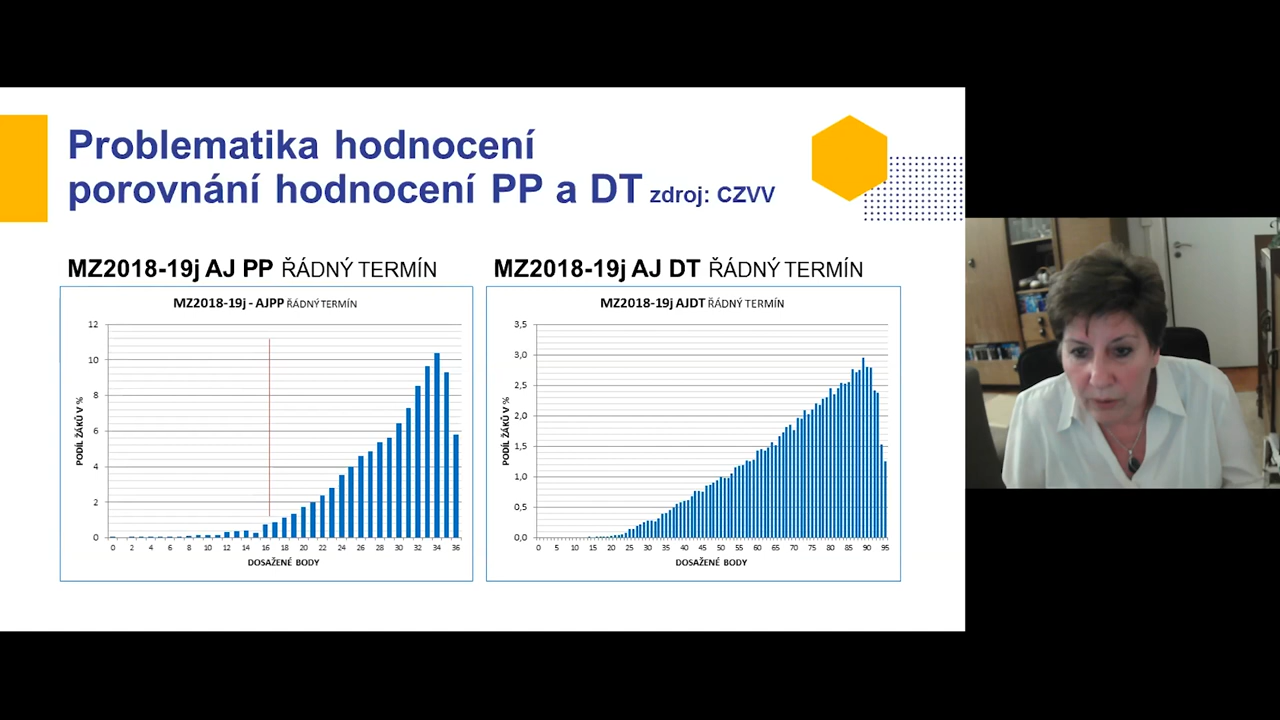 Problematika hodnocení
porovnání hodnocení PP a DT zdroj: CZVV
MZ2018-19j AJ PP ŘÁDNÝ TERMÍN
MZ2018-19j - AJPP ŘÁDNÝ TERMÍN
12
10
8
6
4
2
0
PODÍL ŽÁKŮ V %
0 2 4 6 8 10 12 14 16 18 20 22 24 26 28 30 32 34 36
DOSAŽENÉ BODY
MZ2018-19j AJ DT ŘÁDNÝ TERMÍN
MZ2018-19j AJDT ŘÁDNÝ TERMÍN
3,5
3,0
2,5
2,0
1,5
1,0
0,5
0,0
PODÍL ŽÁKŮ V %
0 5 10 15 20 25 30 35 40 45 50 55 60 65 70 75 80 85 90 95
DOSAŽENÉ BODY